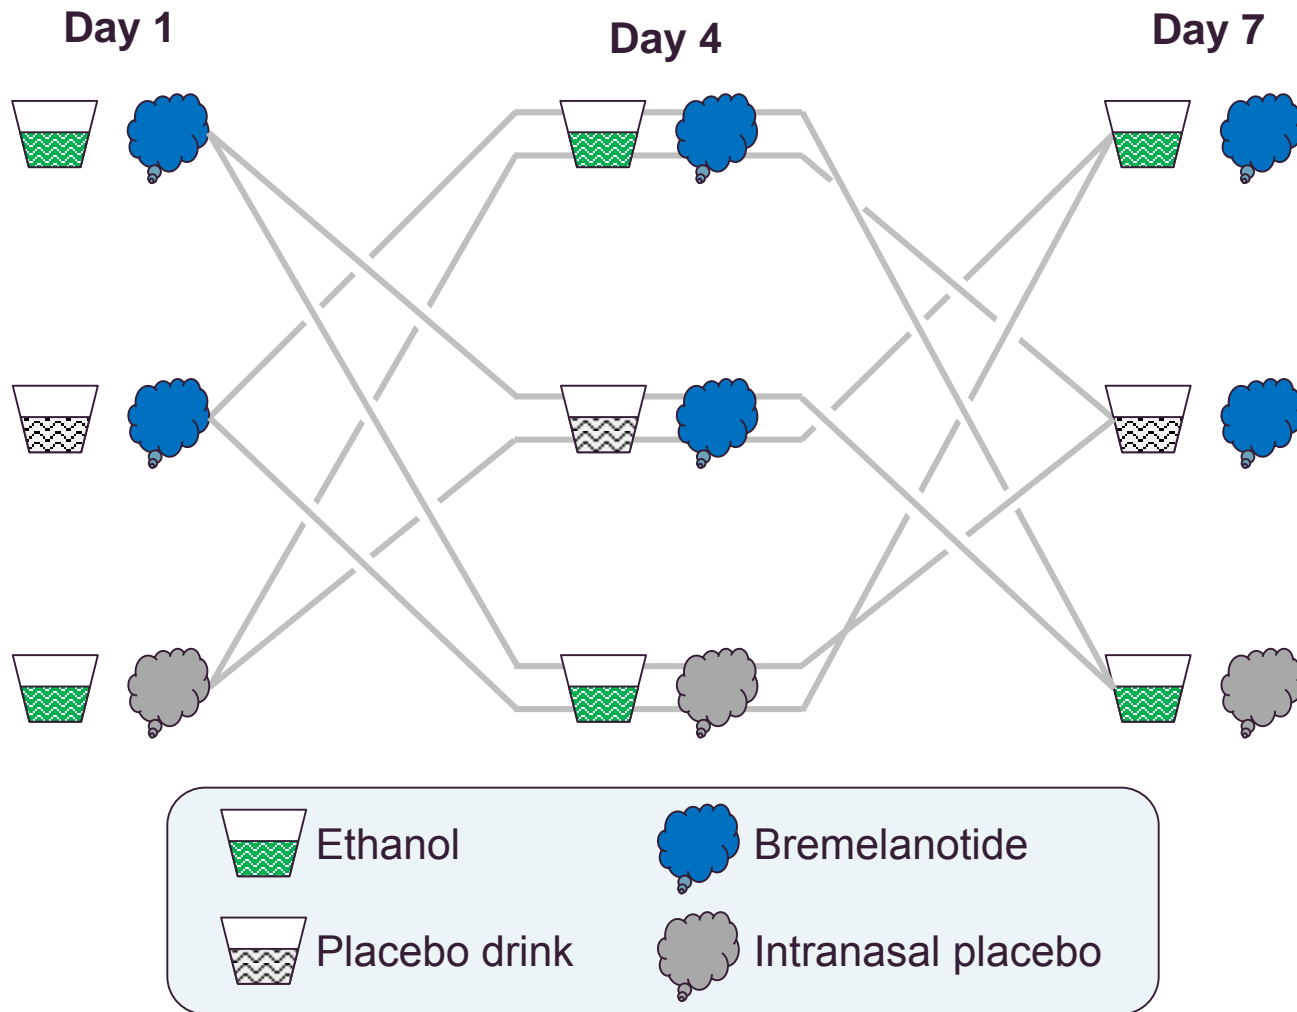 Day 1
Day 4
Day 7
Ethanol
Bremelanotide
Placebo drink
Intranasal placebo